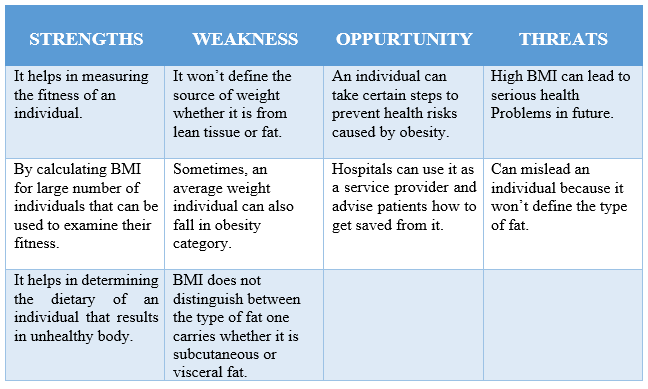 STRENGTHS WEAKNESS OPPURTUNITY THREATS
It helps in measuring
the fitness of an
individual.
It won’t define the
source of weight
whether it is from
lean tissue or fat.
An individual can
take certain steps to
prevent health risks
caused by obesity.
High BMI can lead to
serious health
Problems in future.
By calculating BMI
for large number of
individuals that can be
used to examine their
fitness.
Sometimes, an
average weight
individual can also
fall in obesity
category.
Hospitals can use it as
a service provider and
advise patients how to
get saved from it.
Can mislead an
individual because it
won’t define the type
of fat.
It helps in determining
the dietary of an
individual that results
in unhealthy body.
BMI does not
distinguish between
the type of fat one
carries whether it is
subcutaneous or
visceral fat.